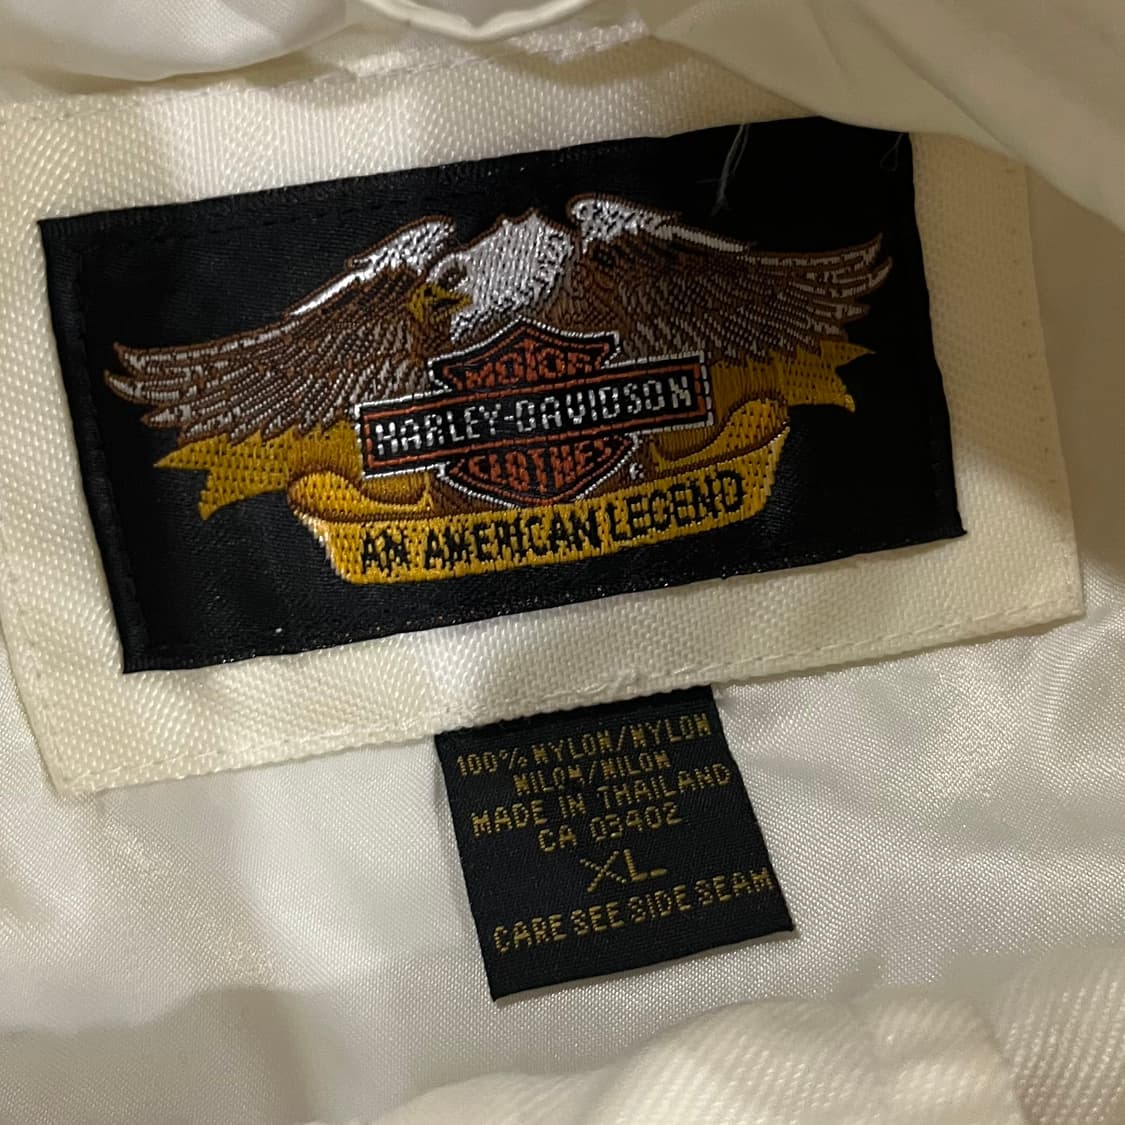 MOTOR
HARLEY-DAVIDSON
CLOTHES
AN AMERICAN LEGEND
100% NYLON/NYLON
NILON/NILON
MADE IN THAILAND
CA 03402
XL
CARE SEE SIDE SEAM